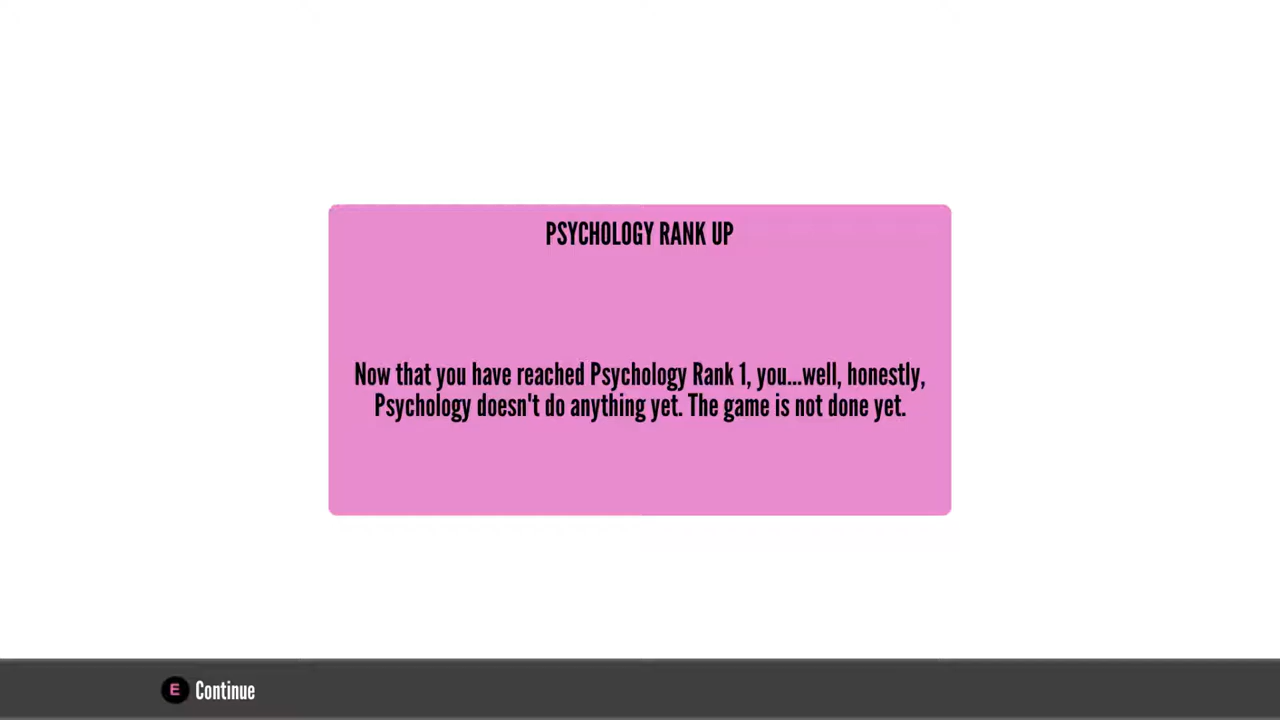 PSYCHOLOGY RANK UP
Now that you have reached Psychology Rank 1, you...well, honestly,
Psychology doesn't do anything yet. The game is not done yet.
E Continue